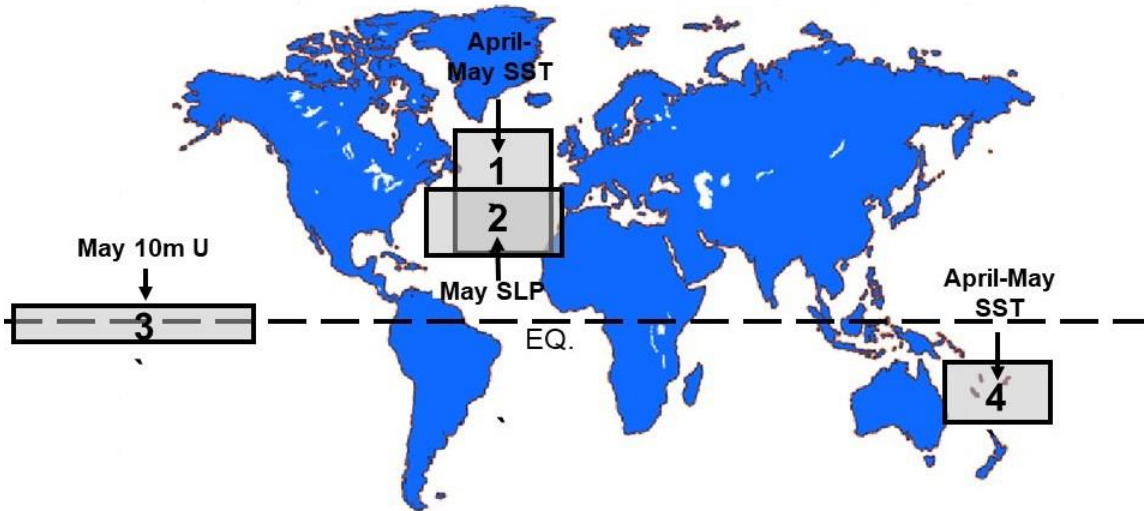 April-
May SST
1
2
May 10m U
May SLP
April-May
SST
3
EQ.
4